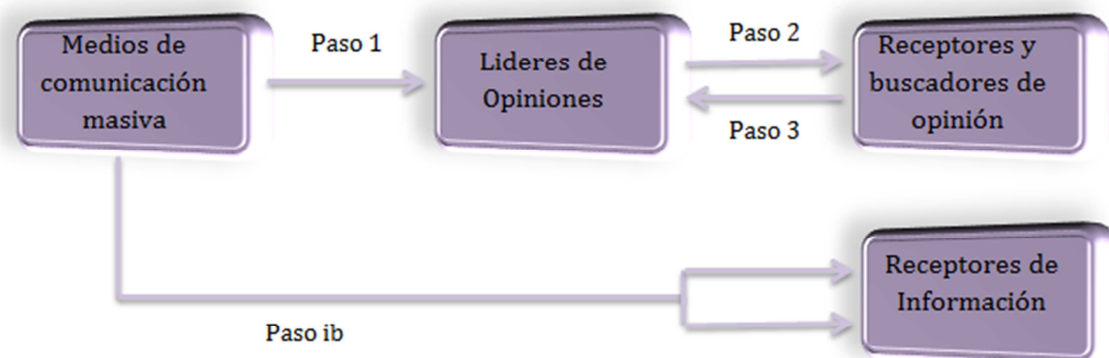 Medios de
comunicación
masiva
Paso 1
Lideres de
Opiniones
Paso 2
Paso 3
Receptores y
buscadores de
opinión
Receptores de
Información
Paso ib